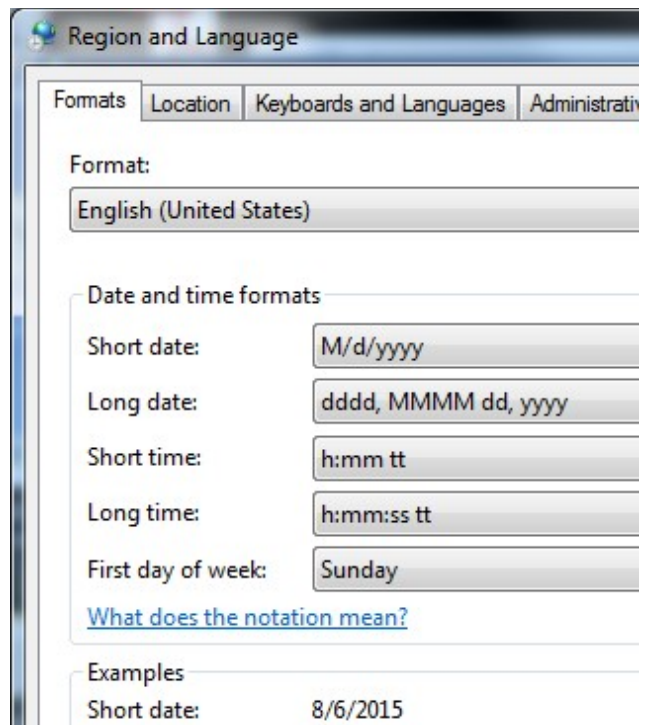 Region and Language
Formats Location Keyboards and Languages Administrativ
Format:
English (United States)
Date and time formats
Short date: M/d/yyyy
Long date: dddd, MMMM dd, yyyy
Short time: h:mm tt
Long time: h:mm:ss tt
First day of week: Sunday
What does the notation mean?
Examples
Short date: 8/6/2015